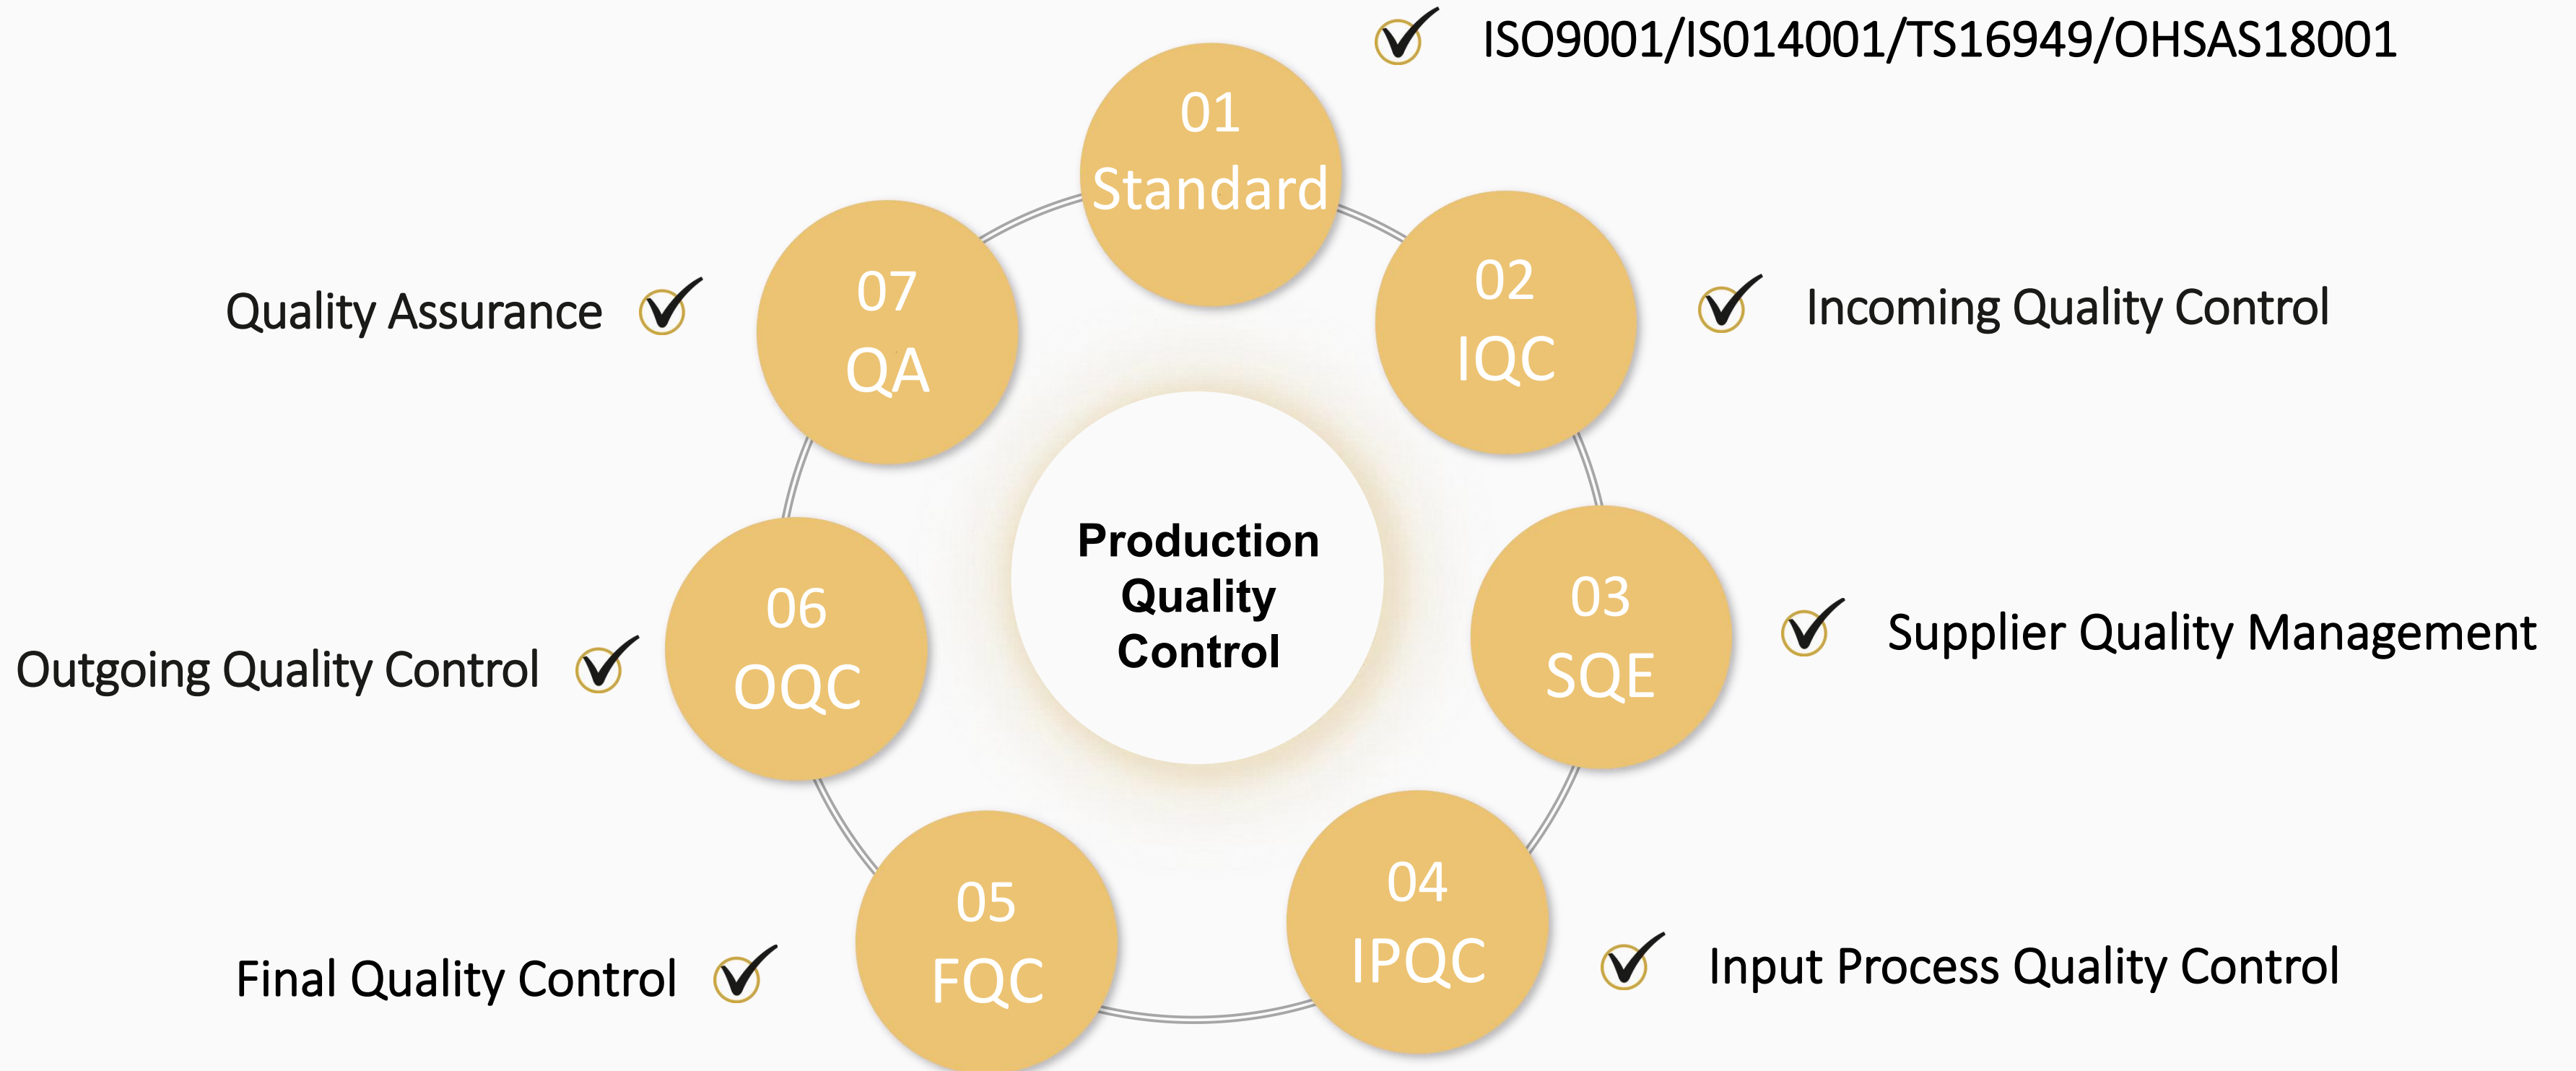 ISO9001/IS014001/TS16949/OHSAS18001
01
Standard
02
IQC
Incoming Quality Control
03
SQE
Supplier Quality Management
04
IPQC
Input Process Quality Control
05
FQC
Final Quality Control
06
OQC
Outgoing Quality Control
07
QA
Quality Assurance
Production
Quality
Control